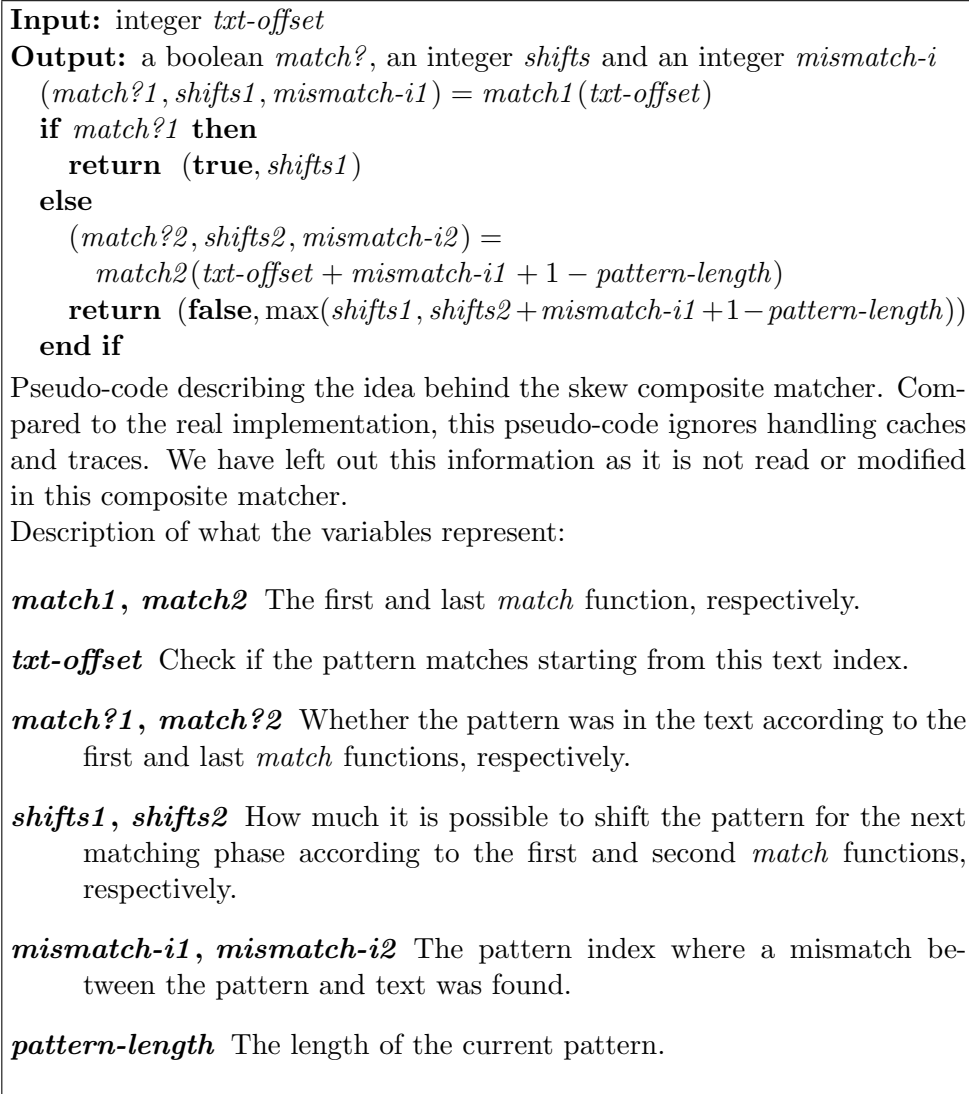 Input: integer txt-offset
Output: a boolean match?, an integer shifts and an integer mismatch-i
(match?1, shifts1, mismatch-i1) = match1(txt-offset)
if match?1 then
return (true, shifts1)
else
(match?2, shifts2, mismatch-i2) =
match2(txt-offset + mismatch-i1 + 1 − pattern-length)
return (false, max(shifts1, shifts2+mismatch-i1+1−pattern-length))
end if
Pseudo-code describing the idea behind the skew composite matcher. Com-
pared to the real implementation, this pseudo-code ignores handling caches
and traces. We have left out this information as it is not read or modified
in this composite matcher.
Description of what the variables represent:
match1, match2 The first and last match function, respectively.
txt-offset Check if the pattern matches starting from this text index.
match?1, match?2 Whether the pattern was in the text according to the
first and last match functions, respectively.
shifts1, shifts2 How much it is possible to shift the pattern for the next
matching phase according to the first and second match functions,
respectively.
mismatch-i1, mismatch-i2 The pattern index where a mismatch be-
tween the pattern and text was found.
pattern-length The length of the current pattern.